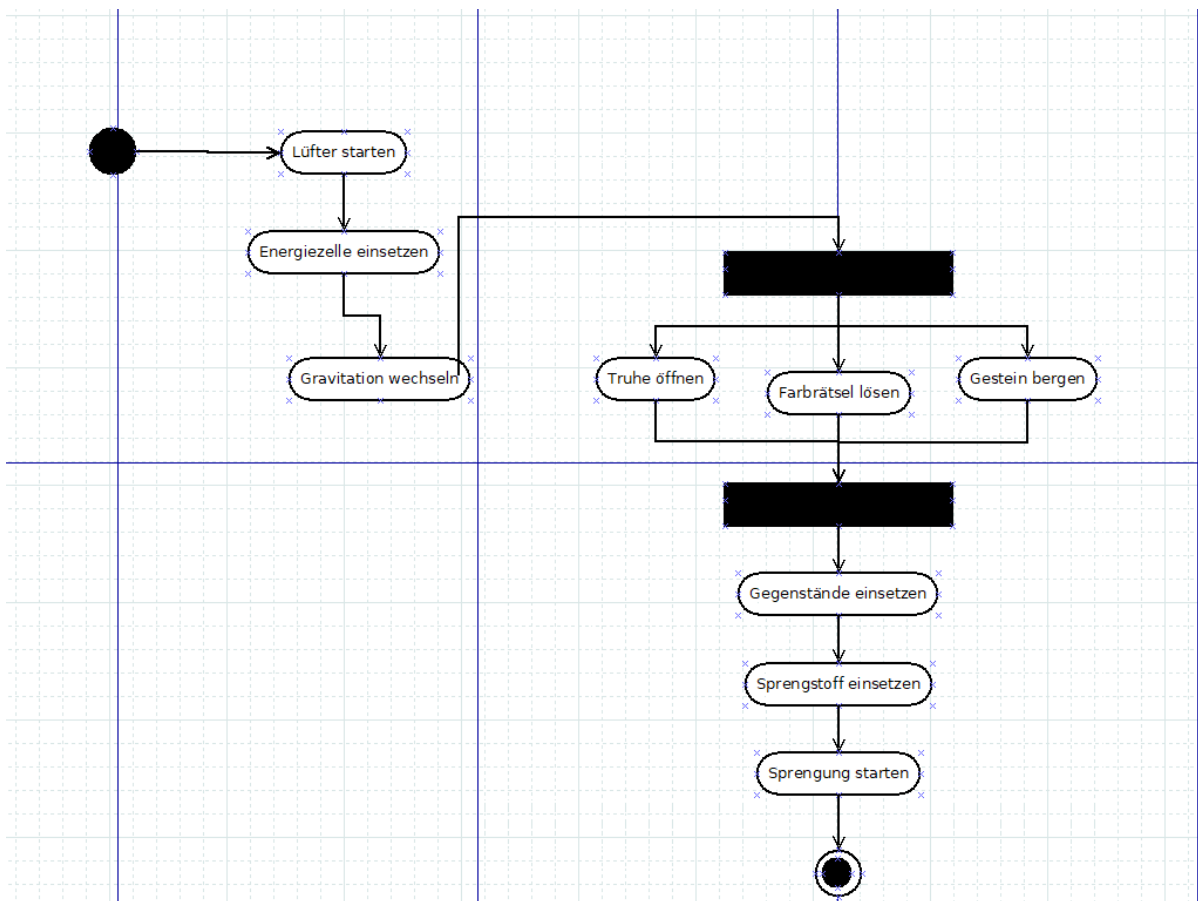 Lüfter starten
Energiezelle einsetzen
Gravitation wechseln
Truhe öffnen
Farbrätsel lösen
Gestein bergen
Gegenstände einsetzen
Sprengstoff einsetzen
Sprengung starten